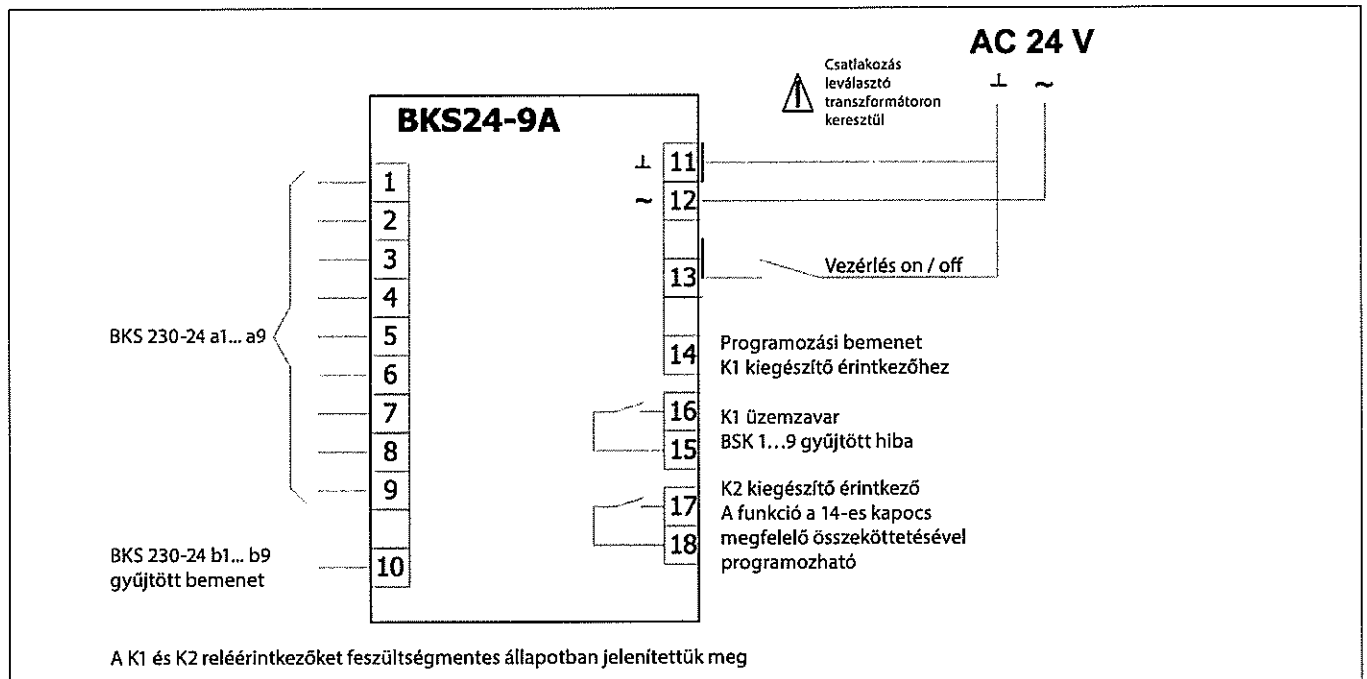 AC 24 V
Csatlakozás
leválasztó
transzformátoron
keresztül
⊥ ~
BKS24-9A
⊥ 11
~ 12
1
2
3
4
5
6
7
8
9
10
BKS 230-24 a1... a9
BKS 230-24 b1... b9
gyűjtött bemenet
13
Vezérlés on / off
14
Programozási bemenet
K1 kiegészítő érintkezőhez
16
15
K1 üzemzavar
BSK 1...9 gyűjtött hiba
17
18
K2 kiegészítő érintkező
A funkció a 14-es kapocs
megfelelő összeköttetésével
programozható
A K1 és K2 reléérintkezőket feszültségmentes állapotban jelenítettük meg